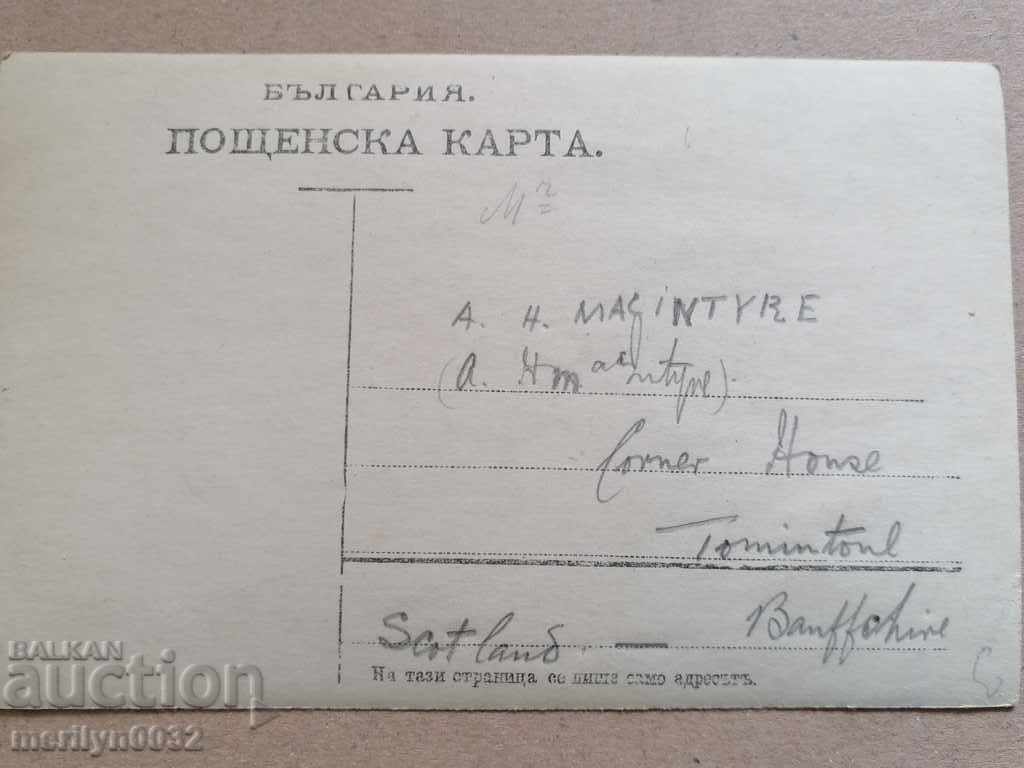 БЪЛГАРИЯ.
ПОЩЕНСКА КАРТА.
Mr
A. H. MACINTYRE
(A. H Macintyre).
Corner House
Tomintoul
Banffshire
Scotland
На тази страница се пише само адресътъ.
BALKAN
auction
merilyn0032